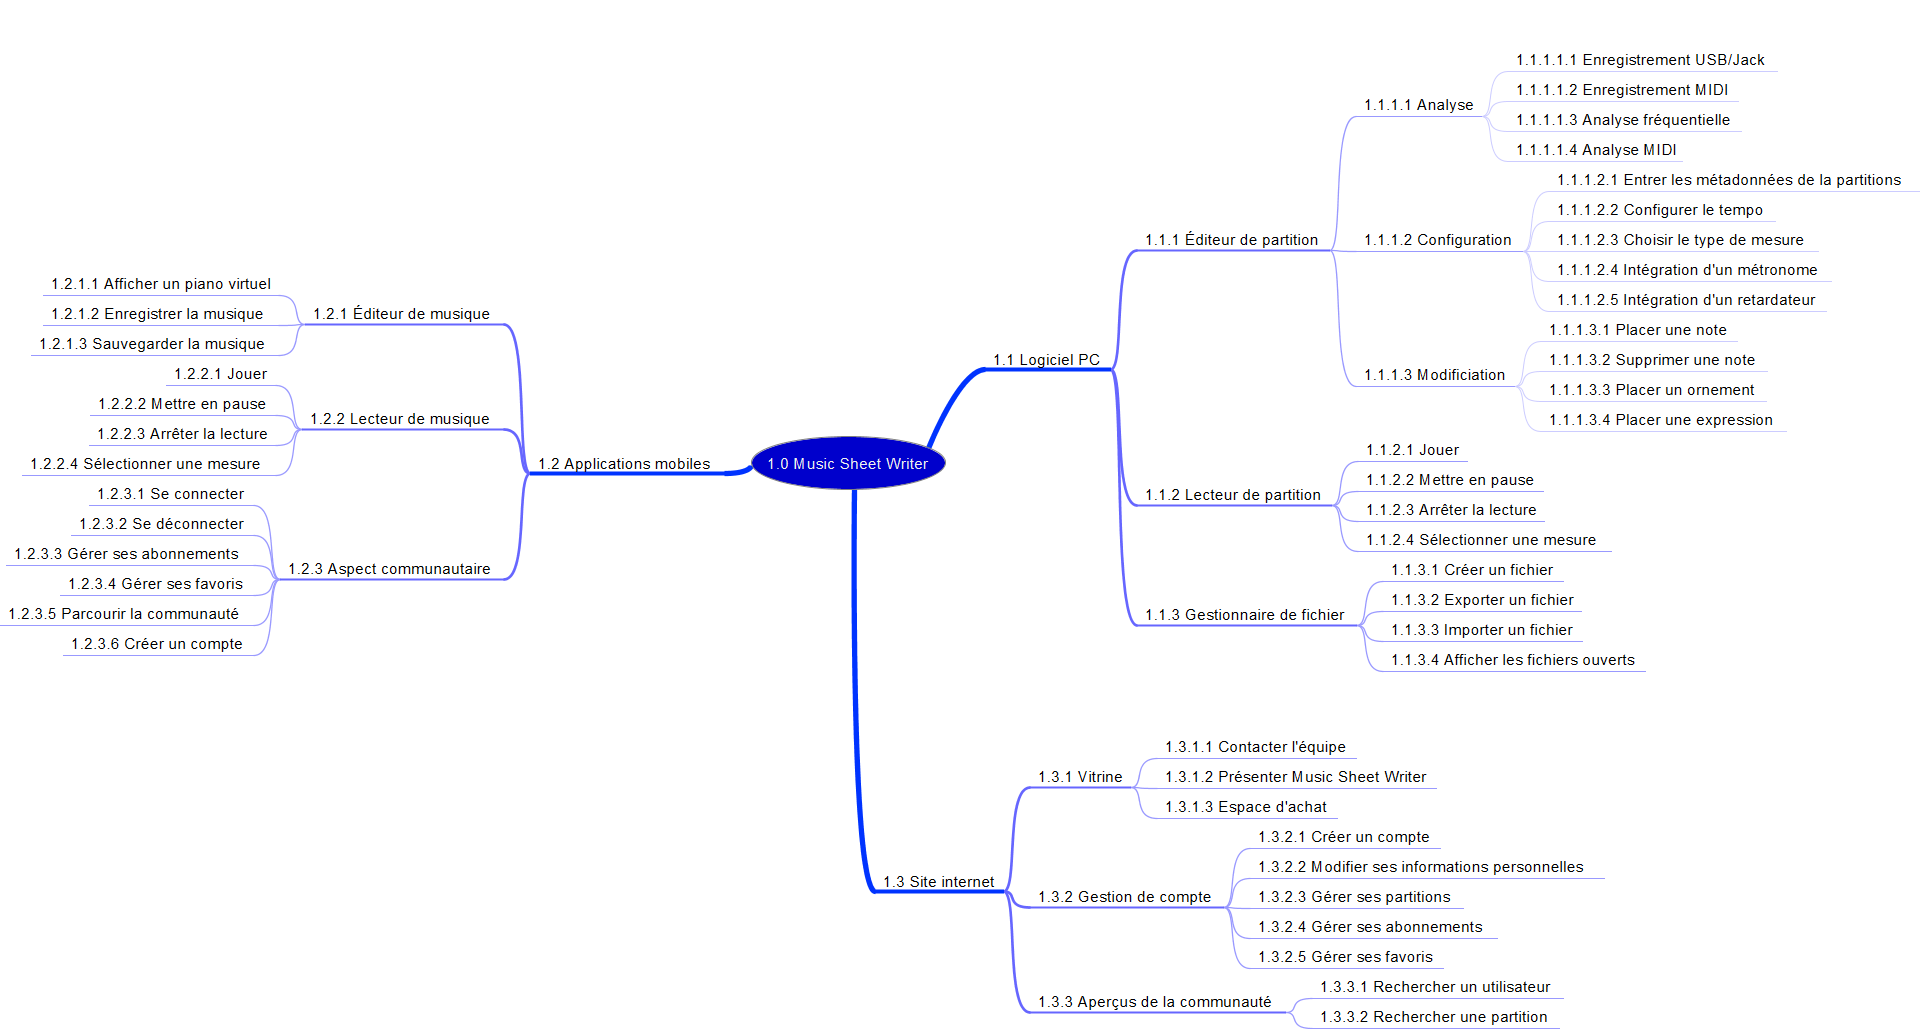 1.0 Music Sheet Writer
1.1 Logiciel PC
1.1.1 Éditeur de partition
1.1.1.1 Analyse
1.1.1.1.1 Enregistrement USB/Jack
1.1.1.1.2 Enregistrement MIDI
1.1.1.1.3 Analyse fréquentielle
1.1.1.1.4 Analyse MIDI
1.1.1.2 Configuration
1.1.1.2.1 Entrer les métadonnées de la partitions
1.1.1.2.2 Configurer le tempo
1.1.1.2.3 Choisir le type de mesure
1.1.1.2.4 Intégration d'un métronome
1.1.1.2.5 Intégration d'un retardateur
1.1.1.3 Modificiation
1.1.1.3.1 Placer une note
1.1.1.3.2 Supprimer une note
1.1.1.3.3 Placer un ornement
1.1.1.3.4 Placer une expression
1.1.2 Lecteur de partition
1.1.2.1 Jouer
1.1.2.2 Mettre en pause
1.1.2.3 Arrêter la lecture
1.1.2.4 Sélectionner une mesure
1.1.3 Gestionnaire de fichier
1.1.3.1 Créer un fichier
1.1.3.2 Exporter un fichier
1.1.3.3 Importer un fichier
1.1.3.4 Afficher les fichiers ouverts
1.2 Applications mobiles
1.2.1 Éditeur de musique
1.2.1.1 Afficher un piano virtuel
1.2.1.2 Enregistrer la musique
1.2.1.3 Sauvegarder la musique
1.2.2 Lecteur de musique
1.2.2.1 Jouer
1.2.2.2 Mettre en pause
1.2.2.3 Arrêter la lecture
1.2.2.4 Sélectionner une mesure
1.2.3 Aspect communautaire
1.2.3.1 Se connecter
1.2.3.2 Se déconnecter
1.2.3.3 Gérer ses abonnements
1.2.3.4 Gérer ses favoris
1.2.3.5 Parcourir la communauté
1.2.3.6 Créer un compte
1.3 Site internet
1.3.1 Vitrine
1.3.1.1 Contacter l'équipe
1.3.1.2 Présenter Music Sheet Writer
1.3.1.3 Espace d'achat
1.3.2 Gestion de compte
1.3.2.1 Créer un compte
1.3.2.2 Modifier ses informations personnelles
1.3.2.3 Gérer ses partitions
1.3.2.4 Gérer ses abonnements
1.3.2.5 Gérer ses favoris
1.3.3 Aperçus de la communauté
1.3.3.1 Rechercher un utilisateur
1.3.3.2 Rechercher une partition